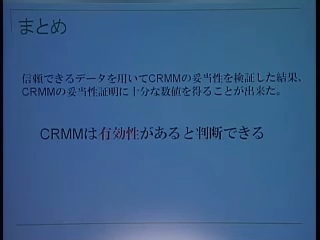 まとめ
信頼できるデータを用いてCRMMの妥当性を検証した結果、
CRMMの妥当性証明に十分な数値を得ることが出来た。
CRMMは有効性があると判断できる